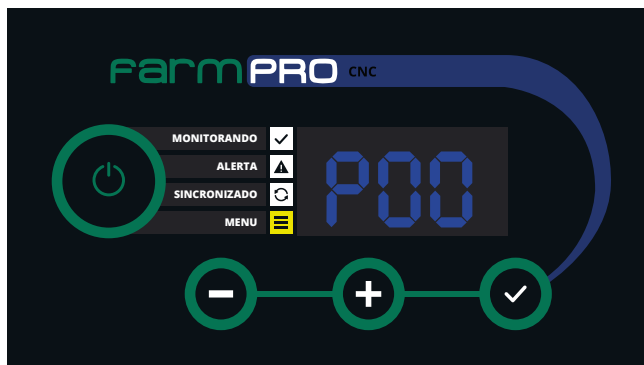 farmPRO CNC
MONITORANDO
ALERTA
SINCRONIZADO
MENU
P00